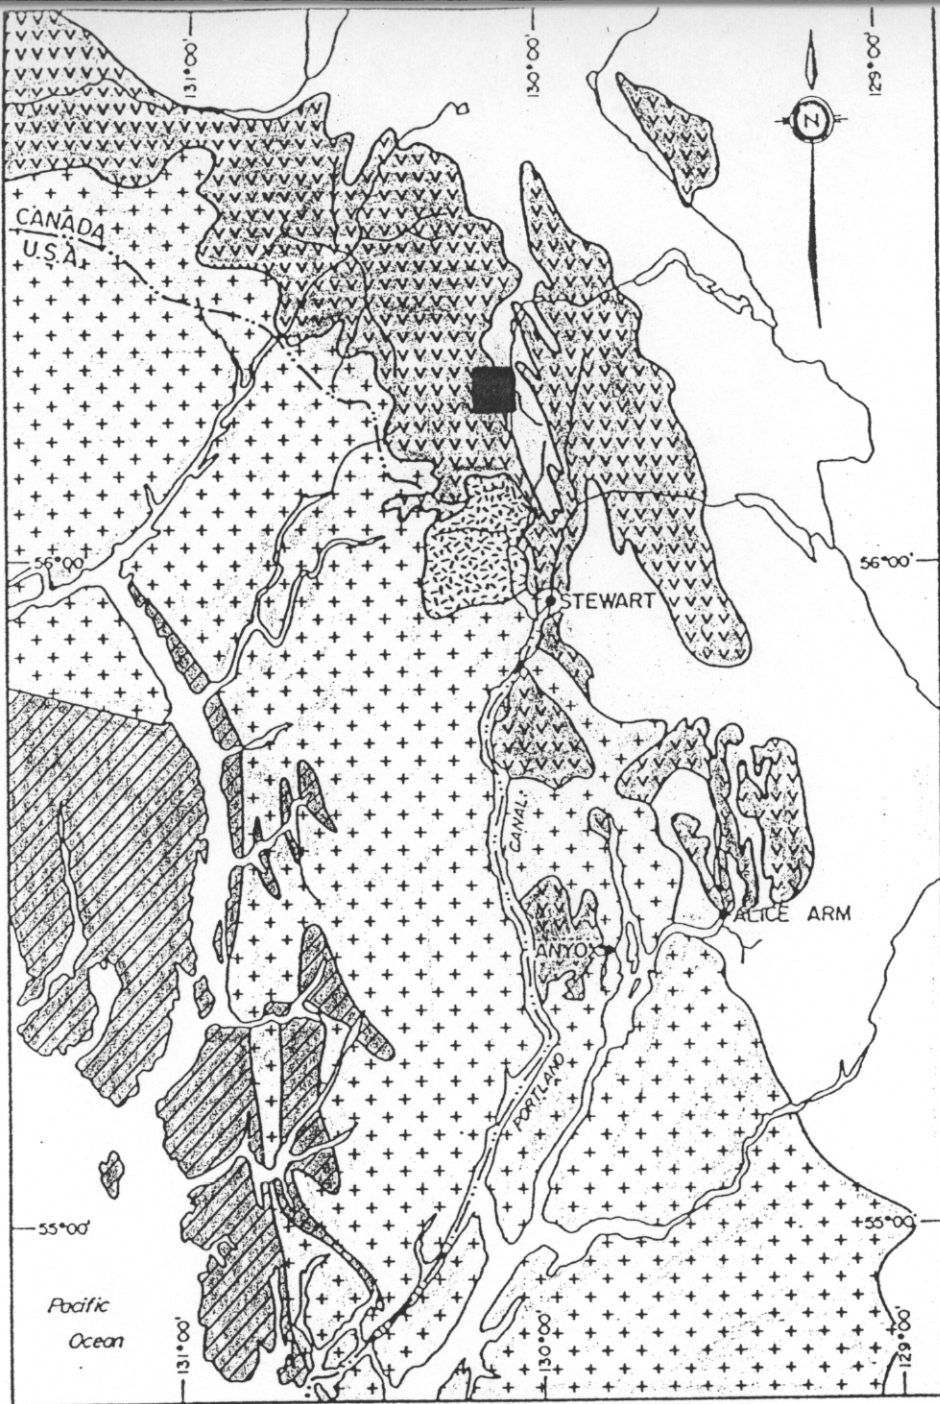 131°00'
130°00'
129°00'
N
CANADA
U.S.A.
56°00'
56°00'
STEWART
CANAL
ALICE ARM
ANYOX
PORTLAND
55°00'
55°00'
Pacific
Ocean
131°00'
130°00'
129°00'